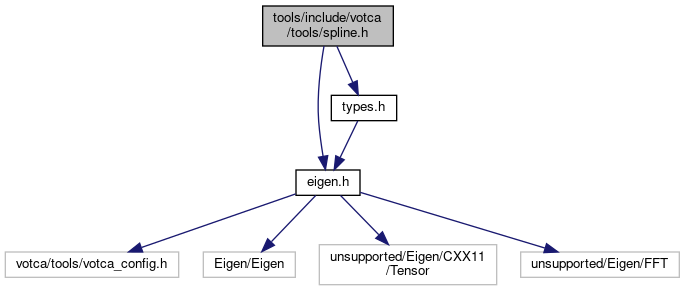 tools/include/votca
/tools/spline.h
types.h
eigen.h
votca/tools/votca_config.h
Eigen/Eigen
unsupported/Eigen/CXX11
/Tensor
unsupported/Eigen/FFT